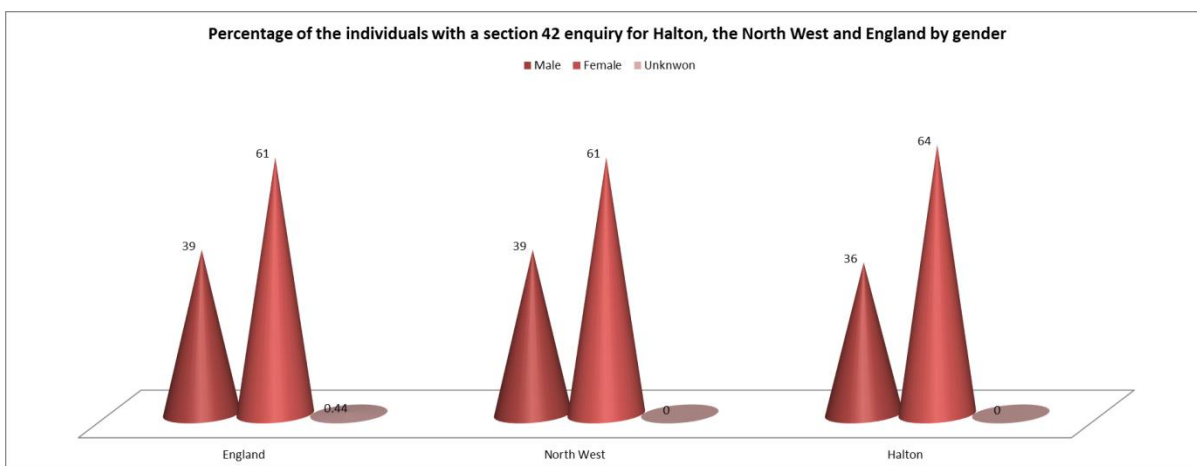 Percentage of the individuals with a section 42 enquiry for Halton, the North West and England by gender
Male Female Unknwon
39 61 0.44
39 61 0
36 64 0
England North West Halton